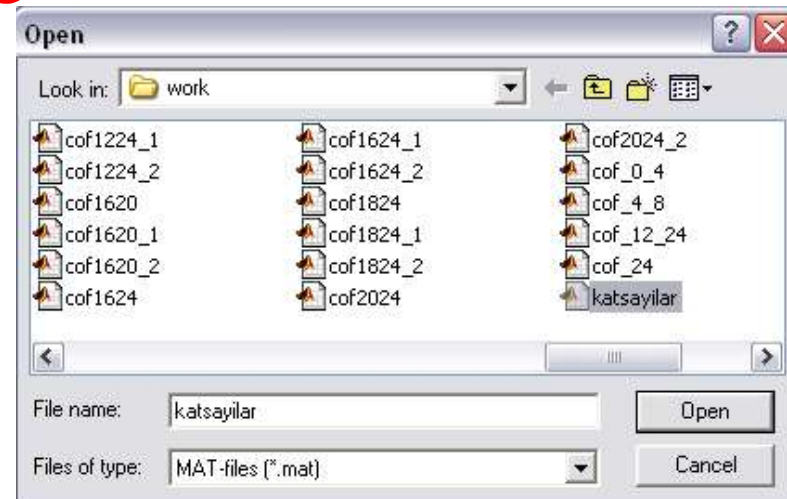 Open
Look in: work
cof1224_1 cof1624_1 cof2024_2
cof1224_2 cof1624_2 cof_0_4
cof1620 cof1824 cof_4_8
cof1620_1 cof1824_1 cof_12_24
cof1620_2 cof1824_2 cof_24
cof1624 cof2024 katsayilar
File name: katsayilar Open
Files of type: MAT-files (*.mat) Cancel